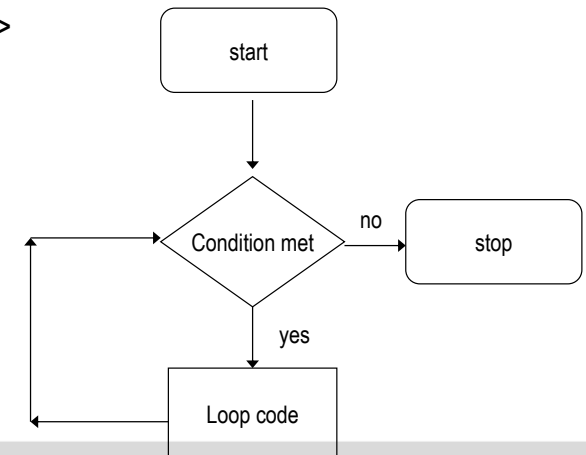 >
start
Condition met
no
stop
yes
Loop code